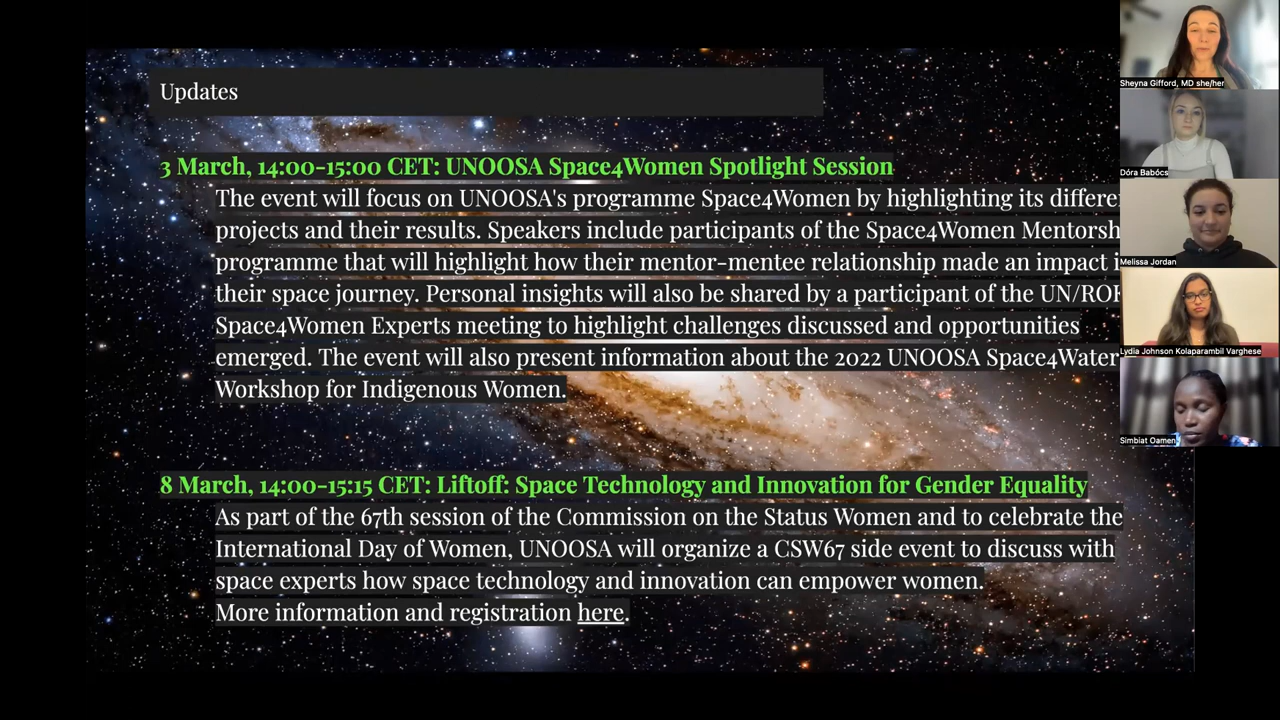 Updates
3 March, 14:00-15:00 CET: UNOOSA Space4Women Spotlight Session
The event will focus on UNOOSA's programme Space4Women by highlighting its
projects and their results. Speakers include participants of the Space4Women
programme that will highlight how their mentor-mentee relationship made an impact
their space journey. Personal insights will also be shared by a participant of the
Space4Women Experts meeting to highlight challenges discussed and opportunities
emerged. The event will also present information about the 2022 UNOOSA Space4Water
Workshop for Indigenous Women.
8 March, 14:00-15:15 CET: Liftoff: Space Technology and Innovation for Gender Equality
As part of the 67th session of the Commission on the Status Women and to celebrate the
International Day of Women, UNOOSA will organize a CSW67 side event to discuss with
space experts how space technology and innovation can empower women.
More information and registration here.
Sheyna Gifford, MD she/her
Dóra Babócs
Melissa Jordan
Lydia Johnson Kolaparambil Varghese
Simbiat Oamen